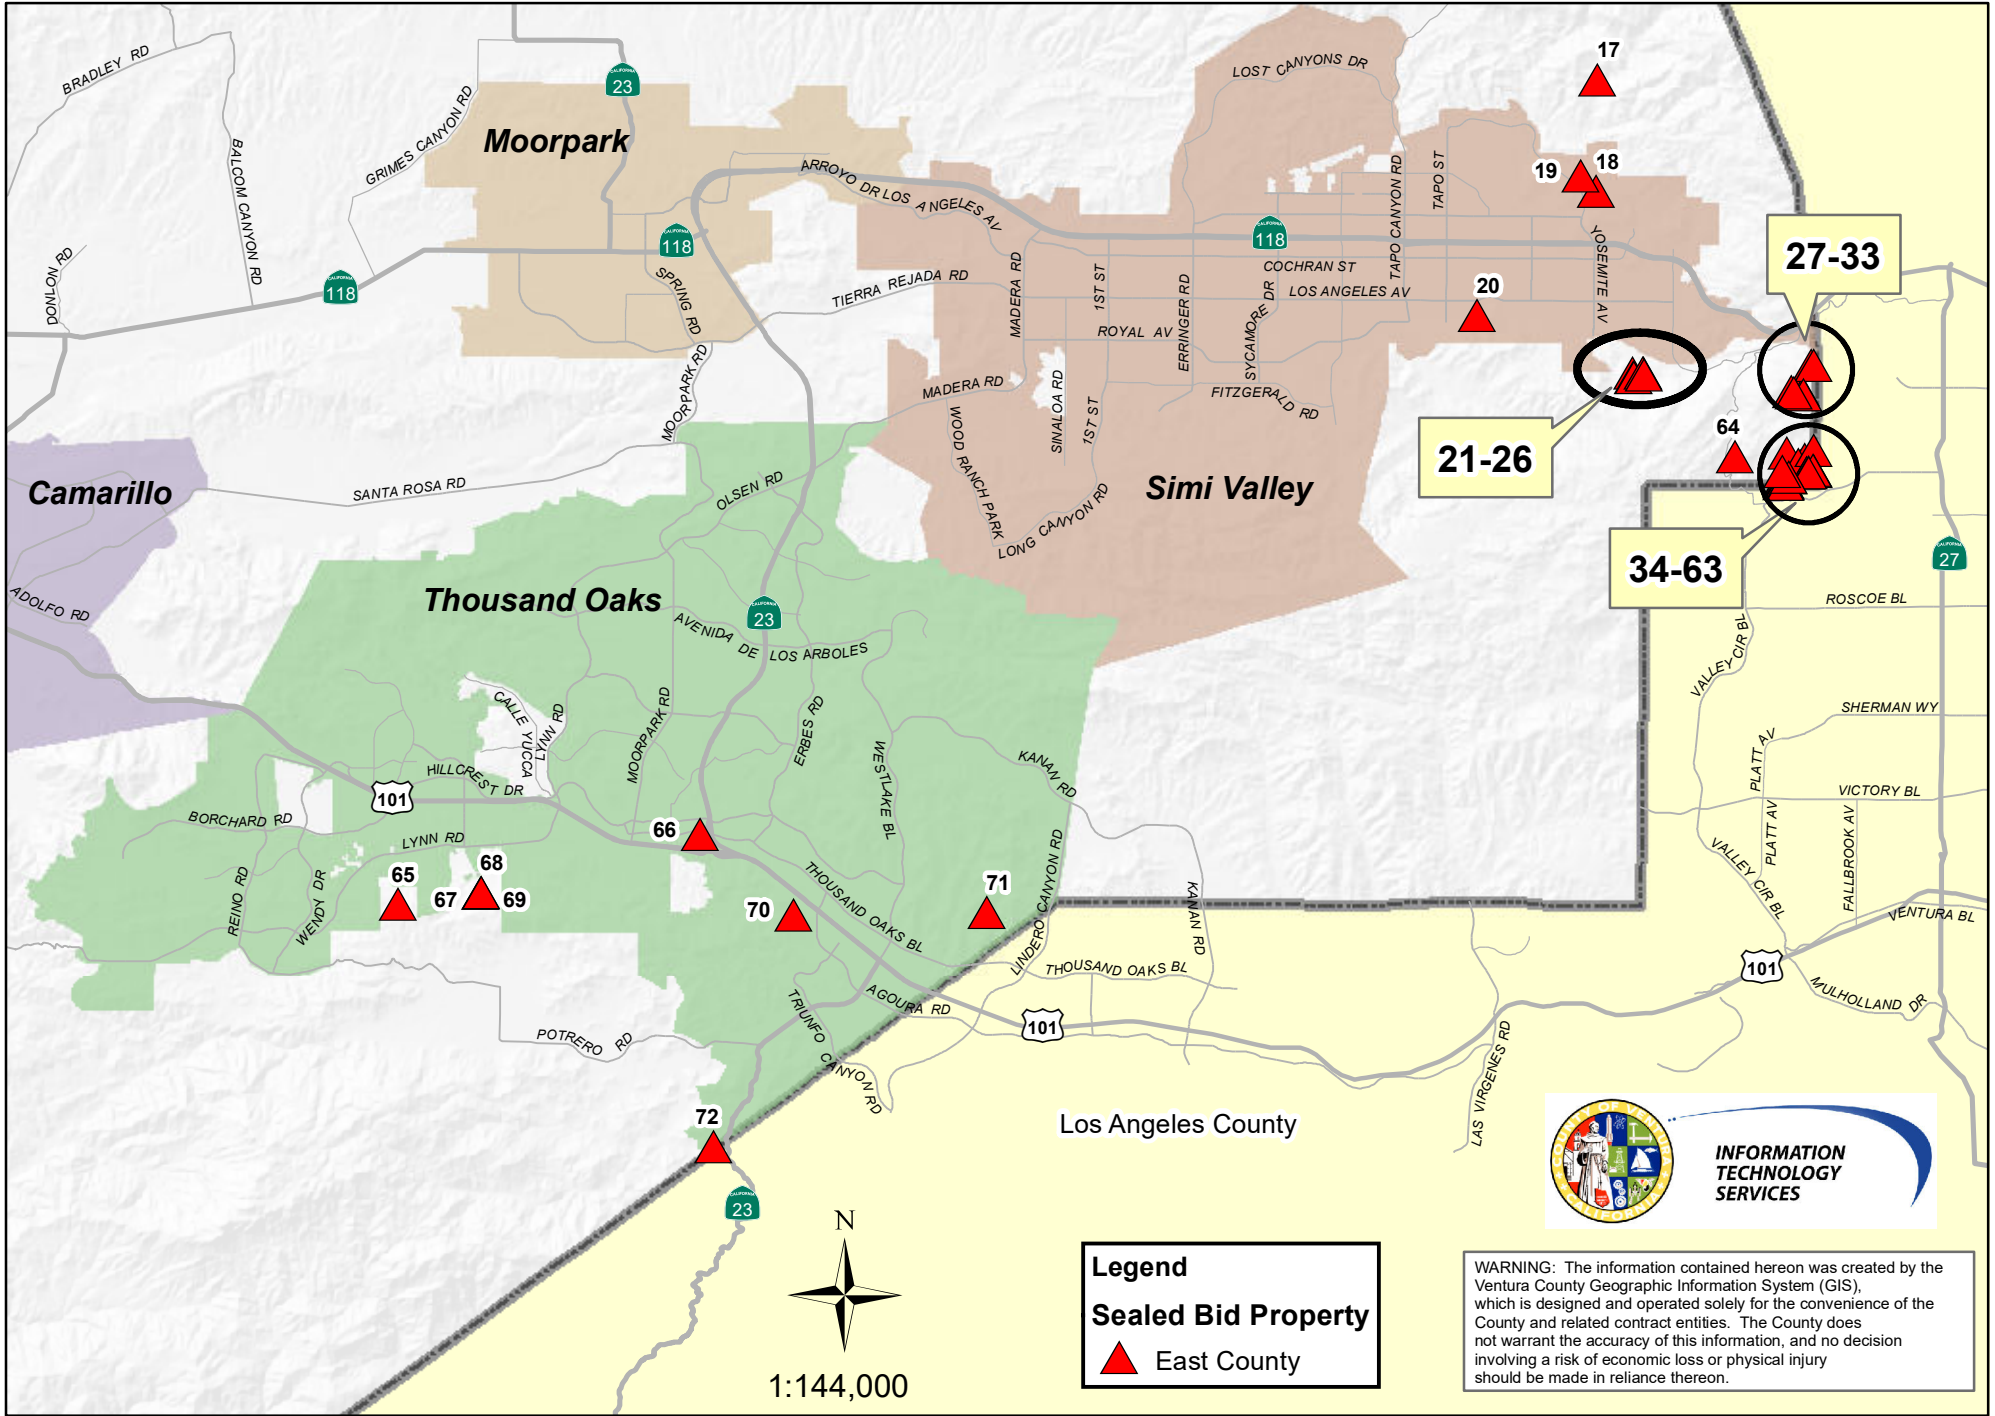 BRADLEY RD
BALCOM CANYON RD
GRIMES CANYON RD
CALIFORNIA
23
Moorpark
LOST CANYONS DR
17
ARROYO DR
LOS ANGELES AV
TAPO CANYON RD
TAPO ST
19
18
CALIFORNIA
118
CALIFORNIA
118
CALIFORNIA
118
DONLON RD
SPRING RD
TIERRA REJADA RD
MADERA RD
1ST ST
ERRINGER RD
SYCAMORE DR
COCHRAN ST
LOS ANGELES AV
ROYAL AV
20
YOSEMITE AV
27-33
MOORPARK RD
MADERA RD
WOOD RANCH PARK
SINALOA RD
1ST ST
FITZGERALD RD
21-26
64
Camarillo
SANTA ROSA RD
OLSEN RD
LONG CANYON RD
Simi Valley
34-63
CALIFORNIA
27
ADOLFO RD
Thousand Oaks
CALIFORNIA
23
AVENIDA DE LOS ARBOLES
ROSCOE BL
VALLEY CIR BL
CALLE YUCCA
LYNN RD
MOORPARK RD
ERBES RD
WESTLAKE BL
KANAN RD
SHERMAN WY
PLATT AV
HILLCREST DR
101
VICTORY BL
BORCHARD RD
LYNN RD
66
LINDERO CANYON RD
PLATT AV
FALLBROOK AV
VALLEY CIR BL
REINO RD
WENDY DR
65
68
67
69
70
THOUSAND OAKS BL
71
KANAN RD
VENTURA BL
THOUSAND OAKS BL
101
MULHOLLAND DR
AGOURA RD
101
POTRERO RD
TRIUNFO CANYON RD
LAS VIRGENES RD
72
Los Angeles County
CALIFORNIA
23
COUNTY OF VENTURA
CALIFORNIA
INFORMATION
TECHNOLOGY
SERVICES
N
1:144,000
Legend
Sealed Bid Property
East County
WARNING: The information contained hereon was created by the
Ventura County Geographic Information System (GIS),
which is designed and operated solely for the convenience of the
County and related contract entities. The County does
not warrant the accuracy of this information, and no decision
involving a risk of economic loss or physical injury
should be made in reliance thereon.